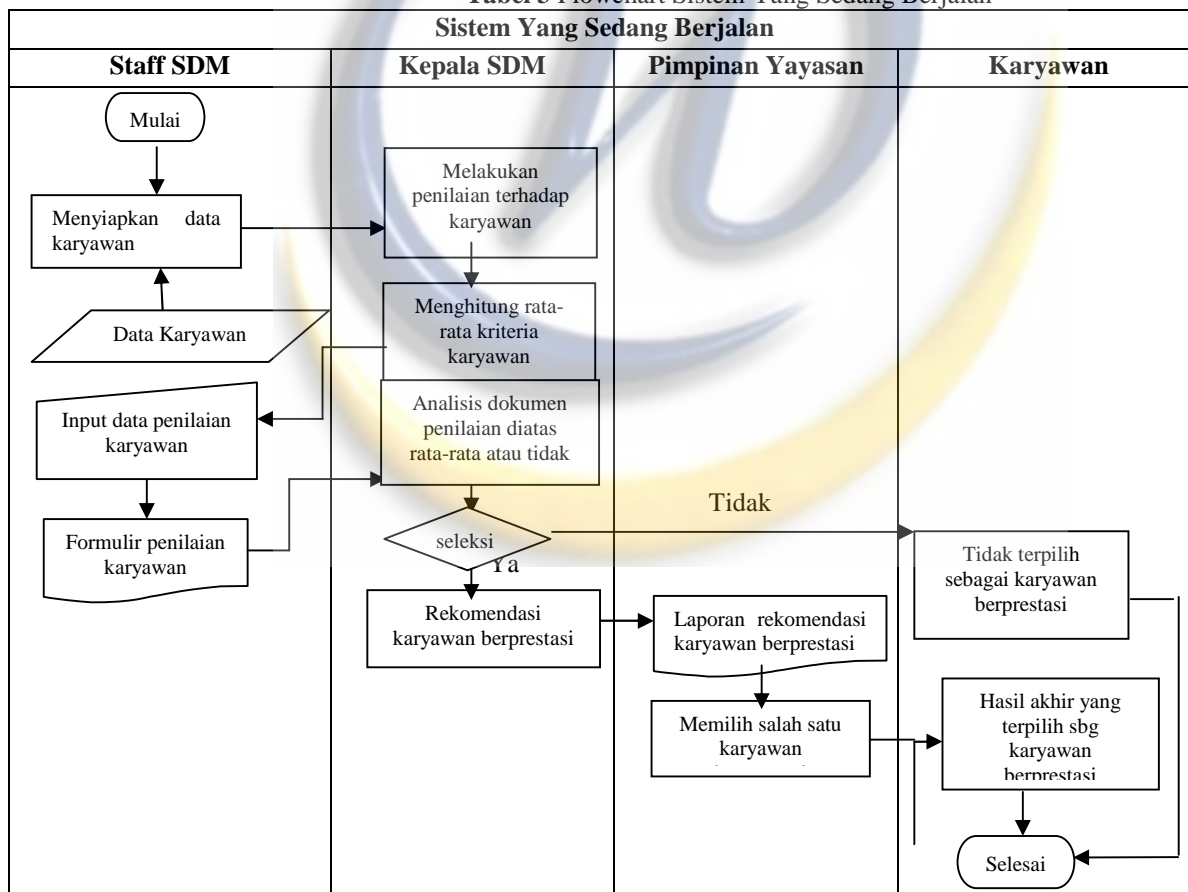 Tabel 3 Flowchart Sistem Yang Sedang Berjalan
Sistem Yang Sedang Berjalan
Staff SDM
Kepala SDM
Pimpinan Yayasan
Karyawan
Mulai
Menyiapkan data
karyawan
Data Karyawan
Input data penilaian
karyawan
Formulir penilaian
karyawan
Melakukan
penilaian terhadap
karyawan
Menghitung rata-
rata kriteria
karyawan
Analisis dokumen
penilaian diatas
rata-rata atau tidak
seleksi
Tidak
Ya
Rekomendasi
karyawan berprestasi
Laporan rekomendasi
karyawan berprestasi
Memilih salah satu
karyawan
Tidak terpilih
sebagai karyawan
berprestasi
Hasil akhir yang
terpilih sbg
karyawan
berprestasi
Selesai